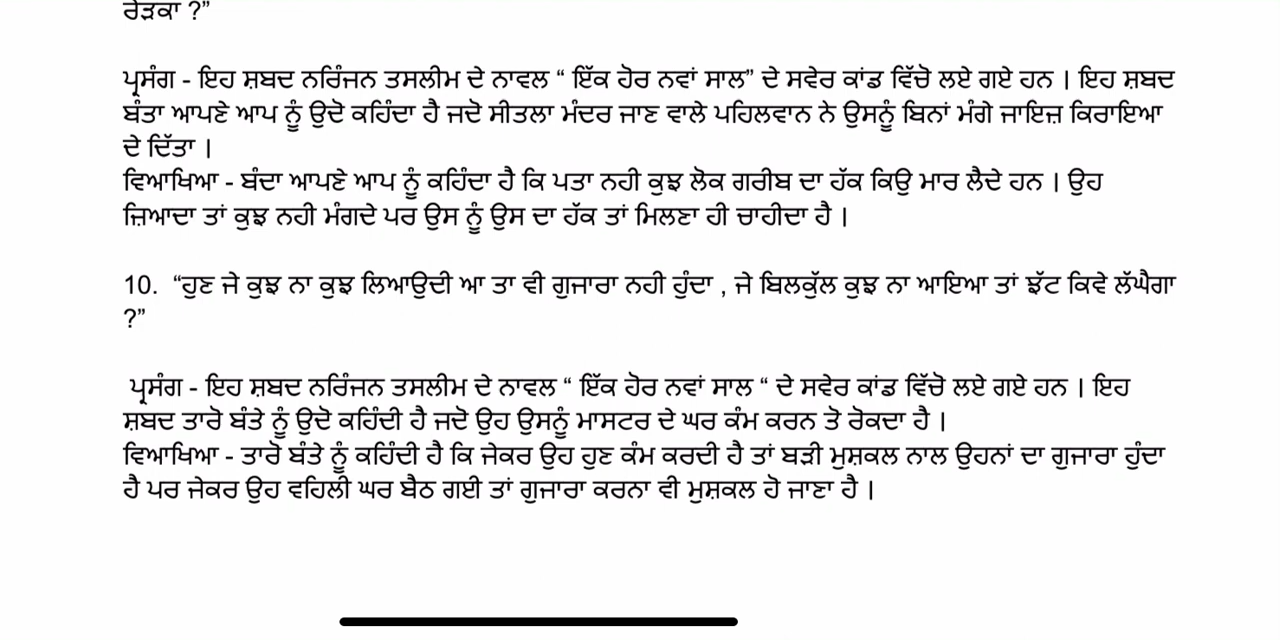 ਰੇੜਕਾ ?”
ਪ੍ਰਸੰਗ - ਇਹ ਸ਼ਬਦ ਨਰਿੰਜਨ ਤਸਲੀਮ ਦੇ ਨਾਵਲ “ ਇੱਕ ਹੋਰ ਨਵਾਂ ਸਾਲ” ਦੇ ਸਵੇਰ ਕਾਂਡ ਵਿੱਚੋ ਲਏ ਗਏ ਹਨ । ਇਹ ਸ਼ਬਦ
ਬੰਤਾ ਆਪਣੇ ਆਪ ਨੂੰ ਉਦੋ ਕਹਿੰਦਾ ਹੈ ਜਦੋ ਸੀਤਲਾ ਮੰਦਰ ਜਾਣ ਵਾਲੇ ਪਹਿਲਵਾਨ ਨੇ ਉਸਨੂੰ ਬਿਨਾਂ ਮੰਗੇ ਜਾਇਜ਼ ਕਿਰਾਇਆ
ਦੇ ਦਿੱਤਾ ।
ਵਿਆਖਿਆ - ਬੰਦਾ ਆਪਣੇ ਆਪ ਨੂੰ ਕਹਿੰਦਾ ਹੈ ਕਿ ਪਤਾ ਨਹੀ ਕੁਝ ਲੋਕ ਗਰੀਬ ਦਾ ਹੱਕ ਕਿਉ ਮਾਰ ਲੈਦੇ ਹਨ । ਉਹ
ਜ਼ਿਆਦਾ ਤਾਂ ਕੁਝ ਨਹੀ ਮੰਗਦੇ ਪਰ ਉਸ ਨੂੰ ਉਸ ਦਾ ਹੱਕ ਤਾਂ ਮਿਲਣਾ ਹੀ ਚਾਹੀਦਾ ਹੈ ।
10. “ਹੁਣ ਜੇ ਕੁਝ ਨਾ ਕੁਝ ਲਿਆਉਦੀ ਆ ਤਾ ਵੀ ਗੁਜਾਰਾ ਨਹੀ ਹੁੰਦਾ , ਜੇ ਬਿਲਕੁੱਲ ਕੁਝ ਨਾ ਆਇਆ ਤਾਂ ਝੱਟ ਕਿਵੇ ਲੱਘੈਗਾ
?”
ਪ੍ਰਸੰਗ - ਇਹ ਸ਼ਬਦ ਨਰਿੰਜਨ ਤਸਲੀਮ ਦੇ ਨਾਵਲ “ ਇੱਕ ਹੋਰ ਨਵਾਂ ਸਾਲ “ ਦੇ ਸਵੇਰ ਕਾਂਡ ਵਿੱਚੋ ਲਏ ਗਏ ਹਨ । ਇਹ
ਸ਼ਬਦ ਤਾਰੋ ਬੰਤੇ ਨੂੰ ਉਦੋ ਕਹਿੰਦੀ ਹੈ ਜਦੋ ਉਹ ਉਸਨੂੰ ਮਾਸਟਰ ਦੇ ਘਰ ਕੰਮ ਕਰਨ ਤੋ ਰੋਕਦਾ ਹੈ ।
ਵਿਆਖਿਆ - ਤਾਰੋ ਬੰਤੇ ਨੂੰ ਕਹਿੰਦੀ ਹੈ ਕਿ ਜੇਕਰ ਉਹ ਹੁਣ ਕੰਮ ਕਰਦੀ ਹੈ ਤਾਂ ਬੜੀ ਮੁਸ਼ਕਲ ਨਾਲ ਉਹਨਾਂ ਦਾ ਗੁਜਾਰਾ ਹੁੰਦਾ
ਹੈ ਪਰ ਜੇਕਰ ਉਹ ਵਹਿਲੀ ਘਰ ਬੈਠ ਗਈ ਤਾਂ ਗੁਜਾਰਾ ਕਰਨਾ ਵੀ ਮੁਸ਼ਕਲ ਹੋ ਜਾਣਾ ਹੈ ।